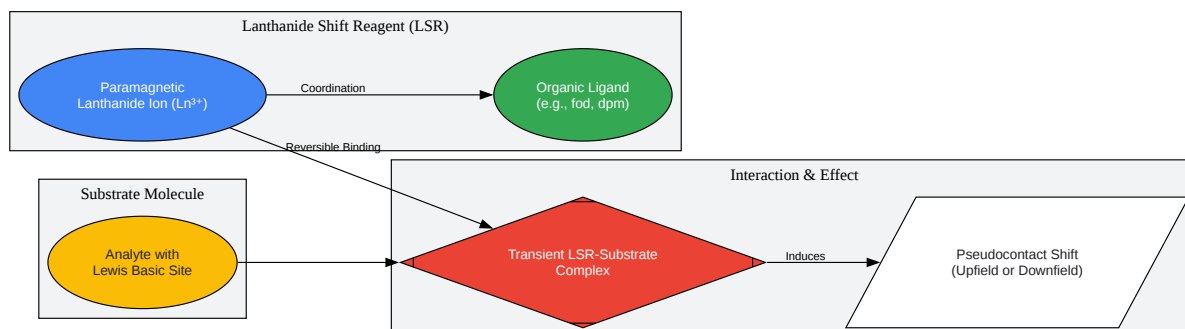 Lanthanide Shift Reagent (LSR)
Paramagnetic
Lanthanide Ion (Ln³⁺)
Coordination
Organic Ligand
(e.g., fod, dpm)
Reversible Binding
Substrate Molecule
Analyte with
Lewis Basic Site
Interaction & Effect
Transient LSR-Substrate
Complex
Induces
Pseudocontact Shift
(Upfield or Downfield)